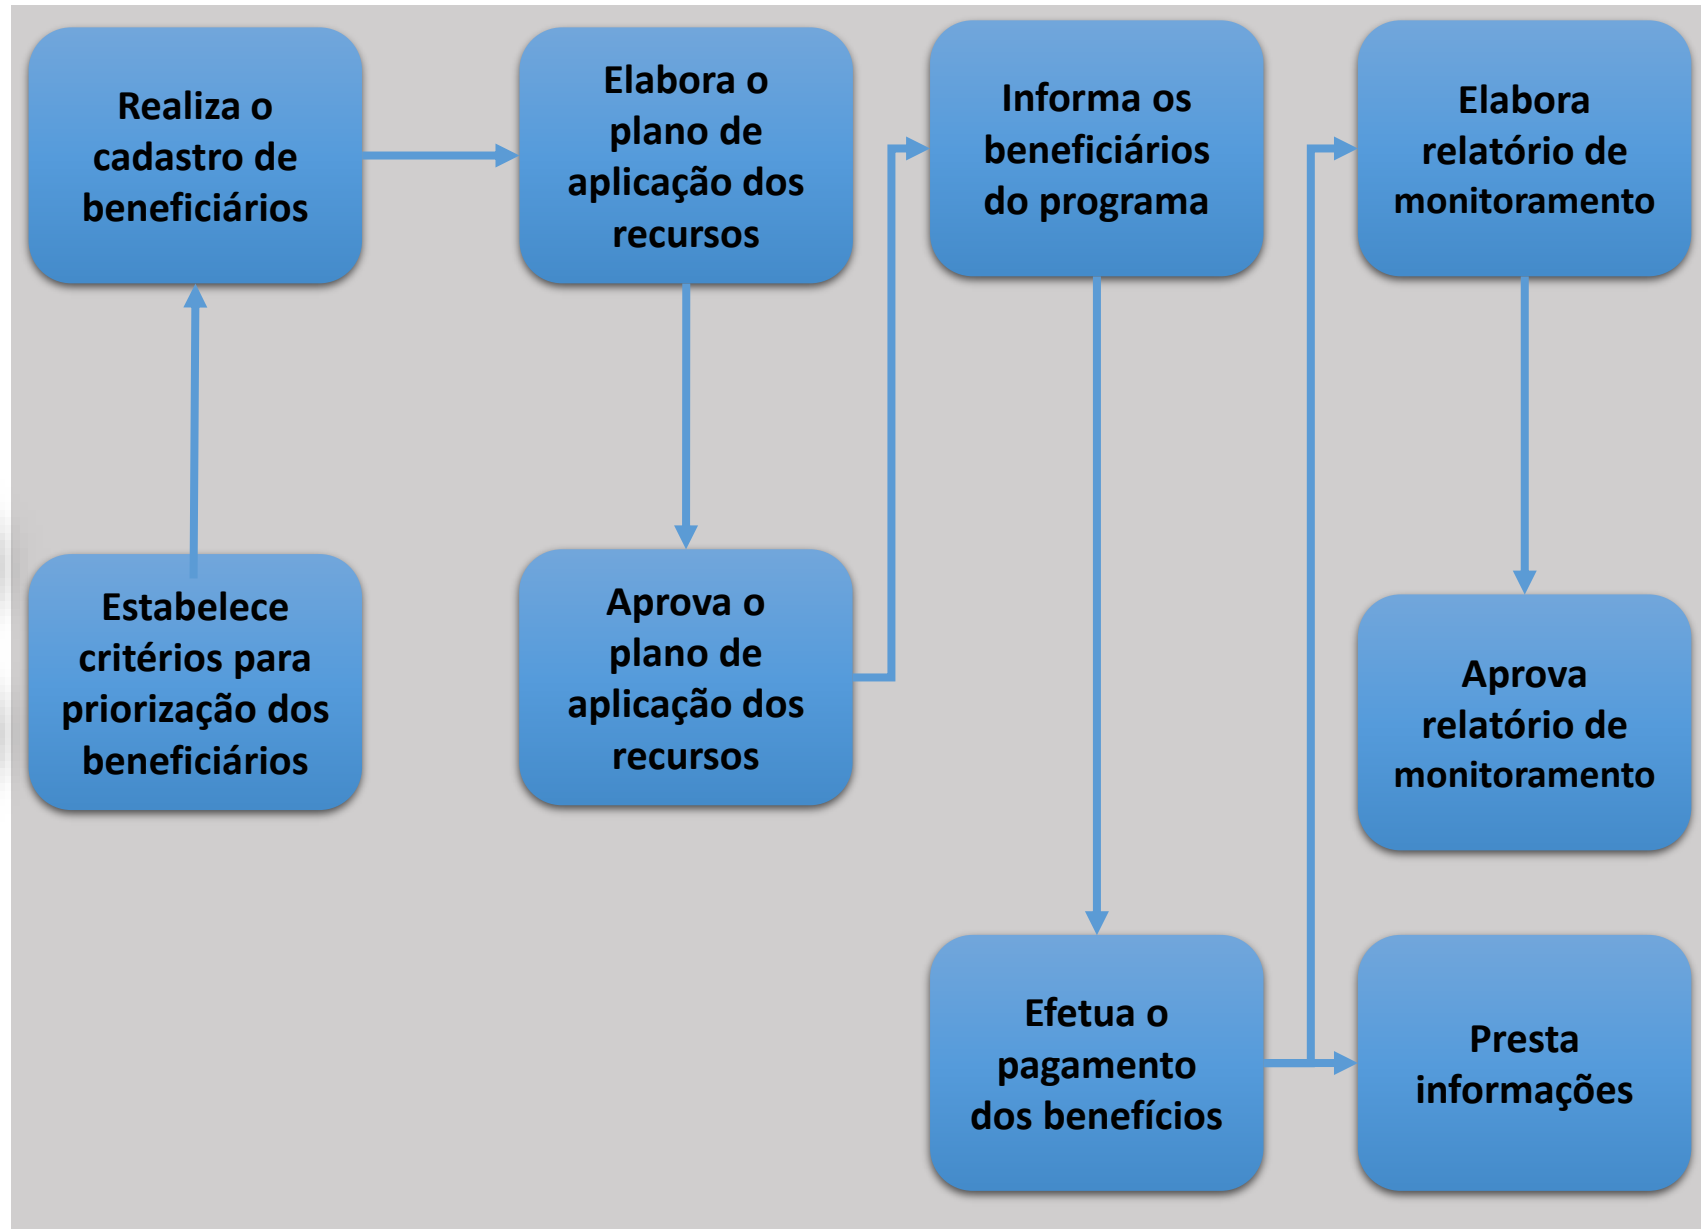 Realiza o
cadastro de
beneficiários
Elabora o
plano de
aplicação dos
recursos
Informa os
beneficiários
do programa
Elabora
relatório de
monitoramento
Estabelece
critérios para
priorização dos
beneficiários
Aprova o
plano de
aplicação dos
recursos
Aprova
relatório de
monitoramento
Efetua o
pagamento
dos benefícios
Presta
informações